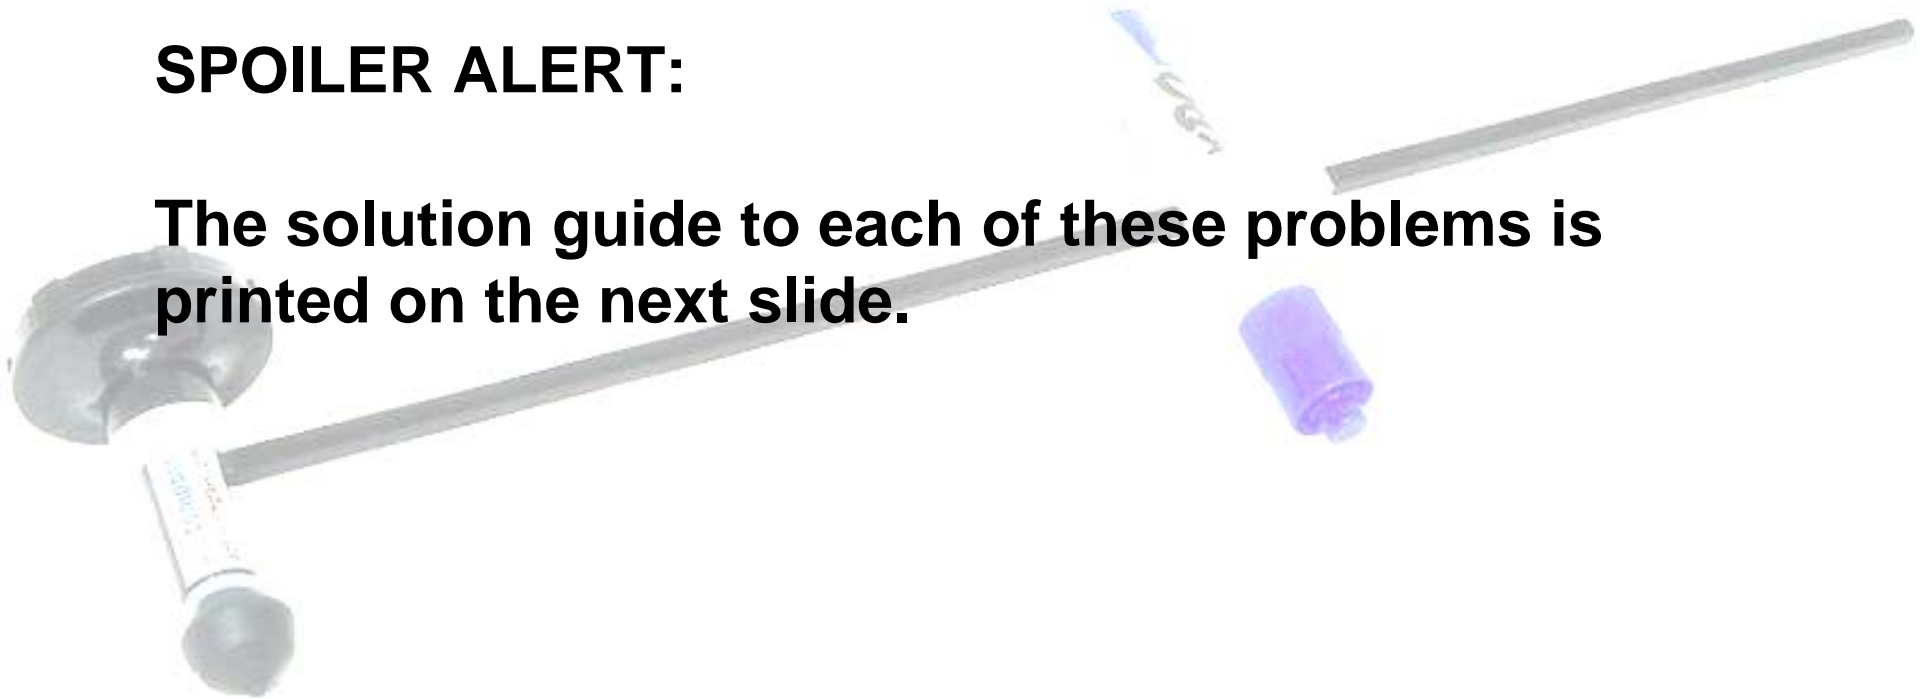 SPOILER ALERT:
The solution guide to each of these problems is
printed on the next slide.